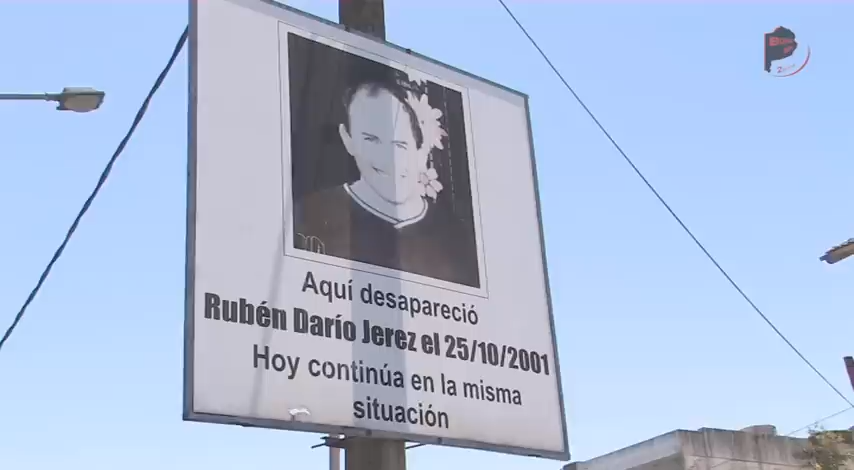 Aquí desapareció
Rubén Darío Jerez el 25/10/2001
Hoy continúa en la misma
situación